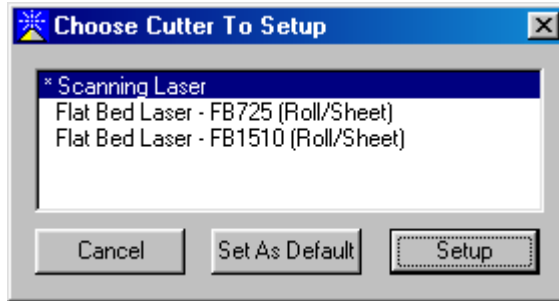 Choose Cutter To Setup
* Scanning Laser
Flat Bed Laser - FB725 (Roll/Sheet)
Flat Bed Laser - FB1510 (Roll/Sheet)
Cancel Set As Default Setup